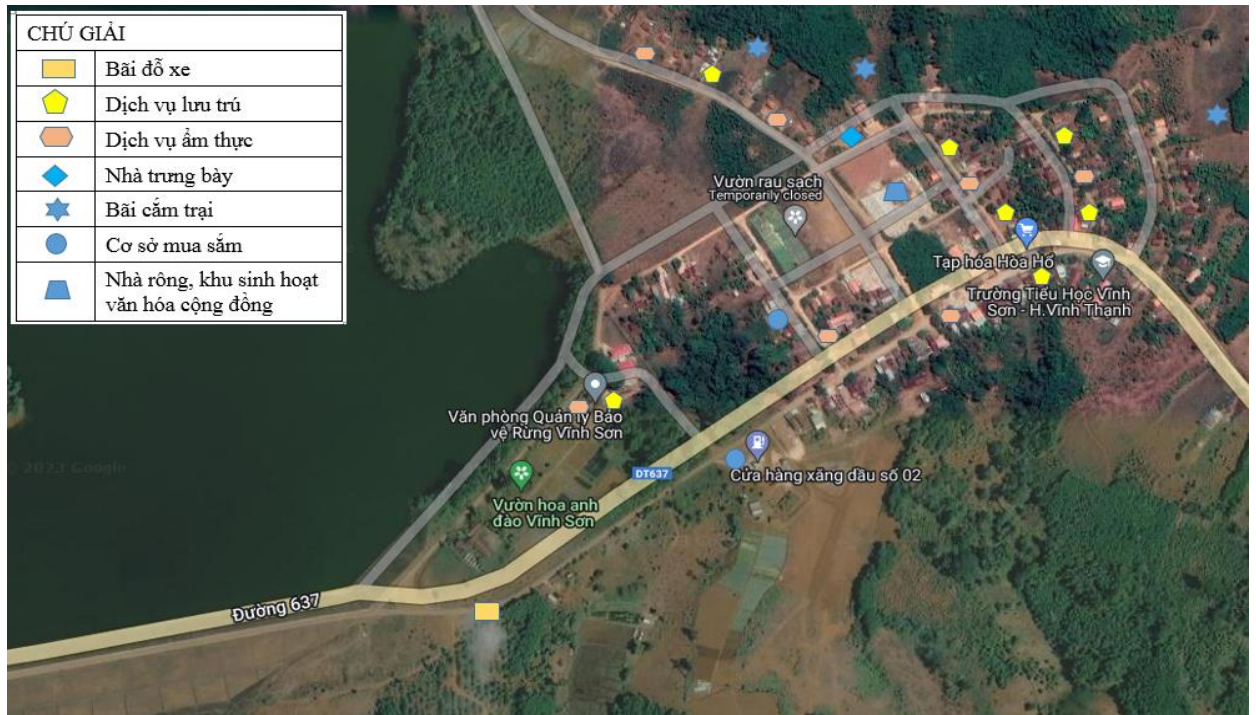 CHÚ GIẢI
Bãi đỗ xe
Dịch vụ lưu trú
Dịch vụ ẩm thực
Nhà trưng bày
Bãi cắm trại
Cơ sở mua sắm
Nhà rông, khu sinh hoạt
văn hóa cộng đồng
Vườn rau sạch
Temporarily closed
Tạp hóa Hòa Hổ
Trường Tiểu Học Vĩnh
Sơn - H.Vĩnh Thạnh
Văn phòng Quản lý Bảo
vệ Rừng Vĩnh Sơn
© 2023 Google
DT637
Cửa hàng xăng dầu số 02
Vườn hoa anh
đào Vĩnh Sơn
Đường 637